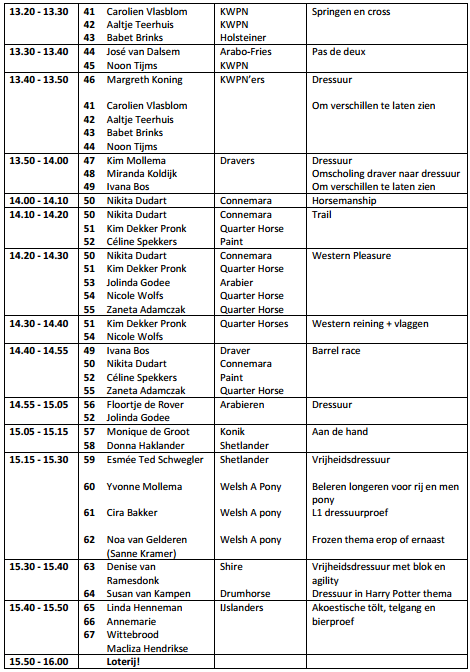 13.20 - 13.30 41 Carolien Vlasblom KWPN Springen en cross
42 Aaltje Teerhuis KWPN
43 Babet Brinks Holsteiner
13.30 - 13.40 44 José van Dalsem Arabo-Fries Pas de deux
45 Noon Tijms KWPN
13.40 - 13.50 46 Margreth Koning KWPN'ers Dressuur
41 Carolien Vlasblom Om verschillen te laten zien
42 Aaltje Teerhuis
43 Babet Brinks
44 Noon Tijms
13.50 - 14.00 47 Kim Mollema Dravers Dressuur
48 Miranda Koldijk Omscholing draver naar dressuur
49 Ivana Bos Om verschillen te laten zien
14.00 - 14.10 50 Nikita Dudart Connemara Horsemanship
14.10 - 14.20 50 Nikita Dudart Connemara Trail
51 Kim Dekker Pronk Quarter Horse
52 Céline Spekkers Paint
14.20 - 14.30 50 Nikita Dudart Connemara Western Pleasure
51 Kim Dekker Pronk Quarter Horse
53 Jolinda Godee Arabier
54 Nicole Wolfs Quarter Horse
55 Zaneta Adamczak Quarter Horse
14.30 - 14.40 51 Kim Dekker Pronk Quarter Horses Western reining + vlaggen
54 Nicole Wolfs
14.40 - 14.55 49 Ivana Bos Draver Barrel race
50 Nikita Dudart Connemara
52 Céline Spekkers Paint
55 Zaneta Adamczak Quarter Horse
14.55 - 15.05 56 Floortje de Rover Arabieren Dressuur
52 Jolinda Godee
15.05 - 15.15 57 Monique de Groot Konik Aan de hand
58 Donna Haklander Shetlander
15.15 - 15.30 59 Esmée Ted Schwegler Shetlander Vrijheidsdressuur
60 Yvonne Mollema Welsh A Pony Beleren longeren voor rij en men
pony
61 Cira Bakker Welsh A pony L1 dressuurproef
62 Noa van Gelderen Welsh A pony Frozen thema erop of ernaast
(Sanne Kramer)
15.30 - 15.40 63 Denise van Shire Vrijheidsdressuur met blok en
Ramesdonk agility
64 Susan van Kampen Drumhorse Dressuur in Harry Potter thema
15.40 - 15.50 65 Linda Henneman IJslanders Akoestische tölt, telgang en
66 Annemarie bierproef
67 Wittebrood
Macliza Hendrikse
15.50 - 16.00 Loterij!